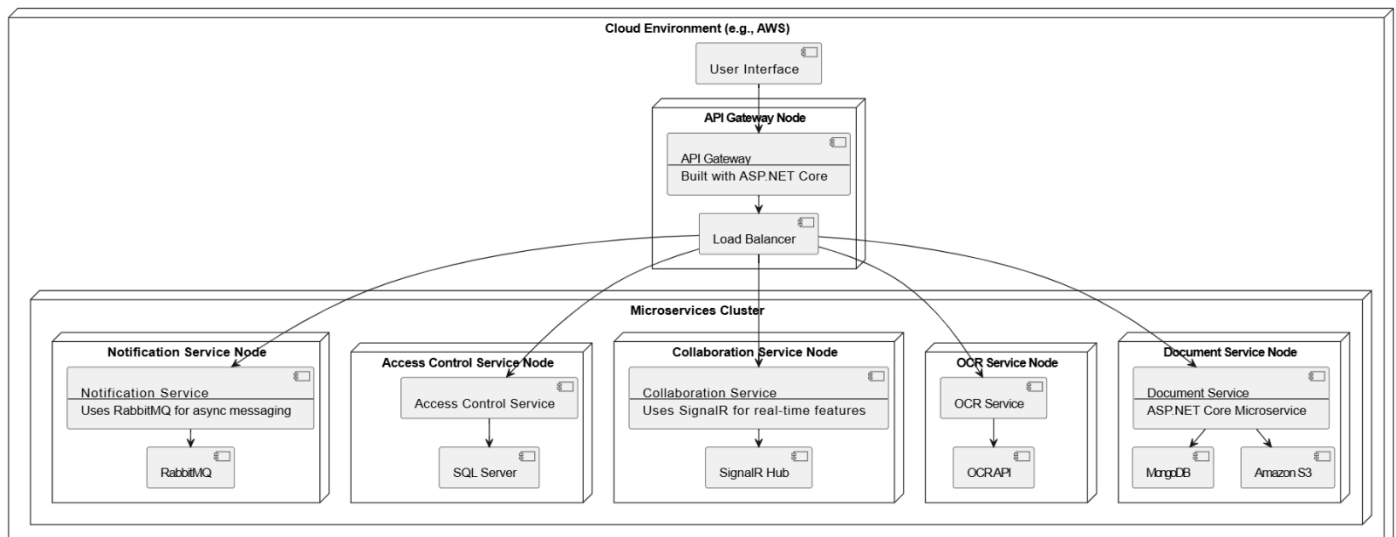 Cloud Environment (e.g., AWS)
User Interface
API Gateway Node
API Gateway
Built with ASP.NET Core
Load Balancer
Microservices Cluster
Notification Service Node
Notification Service
Uses RabbitMQ for async messaging
RabbitMQ
Access Control Service Node
Access Control Service
SQL Server
Collaboration Service Node
Collaboration Service
Uses SignalR for real-time features
SignalR Hub
OCR Service Node
OCR Service
OCR API
Document Service Node
Document Service
ASP.NET Core Microservice
MongoDB
Amazon S3